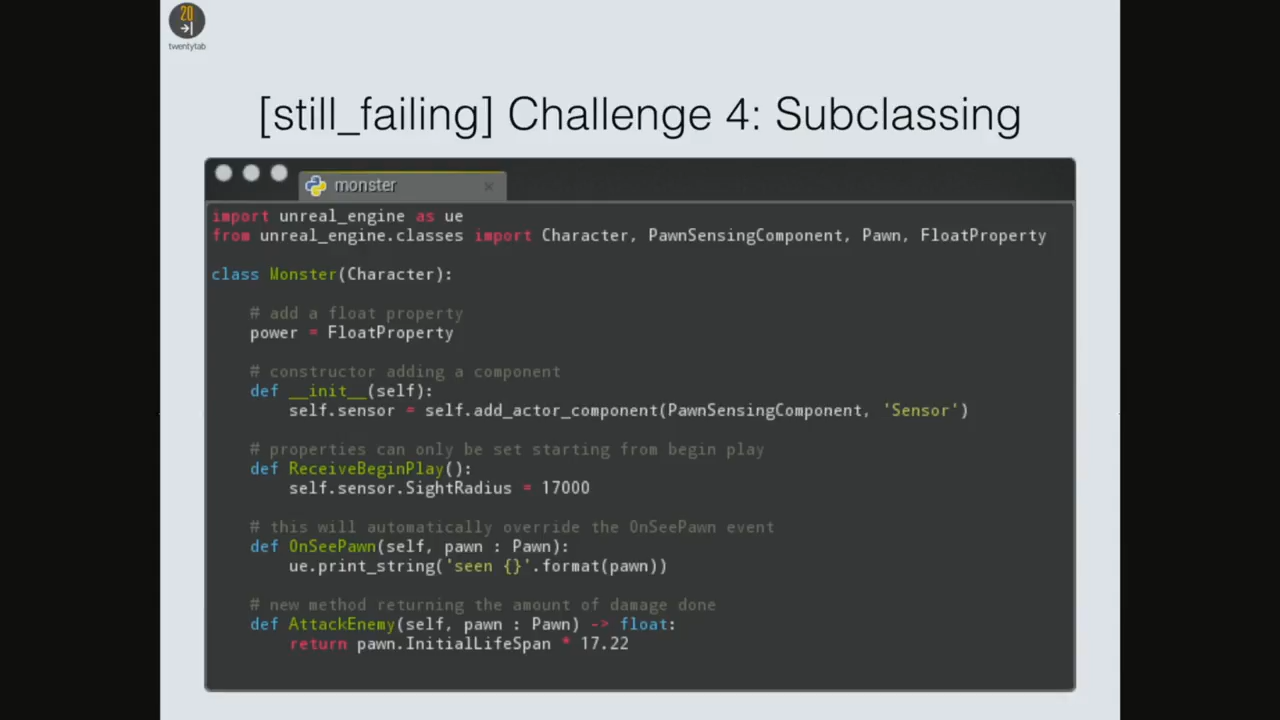 20
twentytab
[still_failing] Challenge 4: Subclassing
monster ×
import unreal_engine as ue
from unreal_engine.classes import Character, PawnSensingComponent, Pawn, FloatProperty
class Monster(Character):
# add a float property
power = FloatProperty
# constructor adding a component
def __init__(self):
self.sensor = self.add_actor_component(PawnSensingComponent, 'Sensor')
# properties can only be set starting from begin play
def ReceiveBeginPlay():
self.sensor.SightRadius = 17000
# this will automatically override the OnSeePawn event
def OnSeePawn(self, pawn : Pawn):
ue.print_string('seen {}'.format(pawn))
# new method returning the amount of damage done
def AttackEnemy(self, pawn : Pawn) -> float:
return pawn.InitialLifeSpan * 17.22